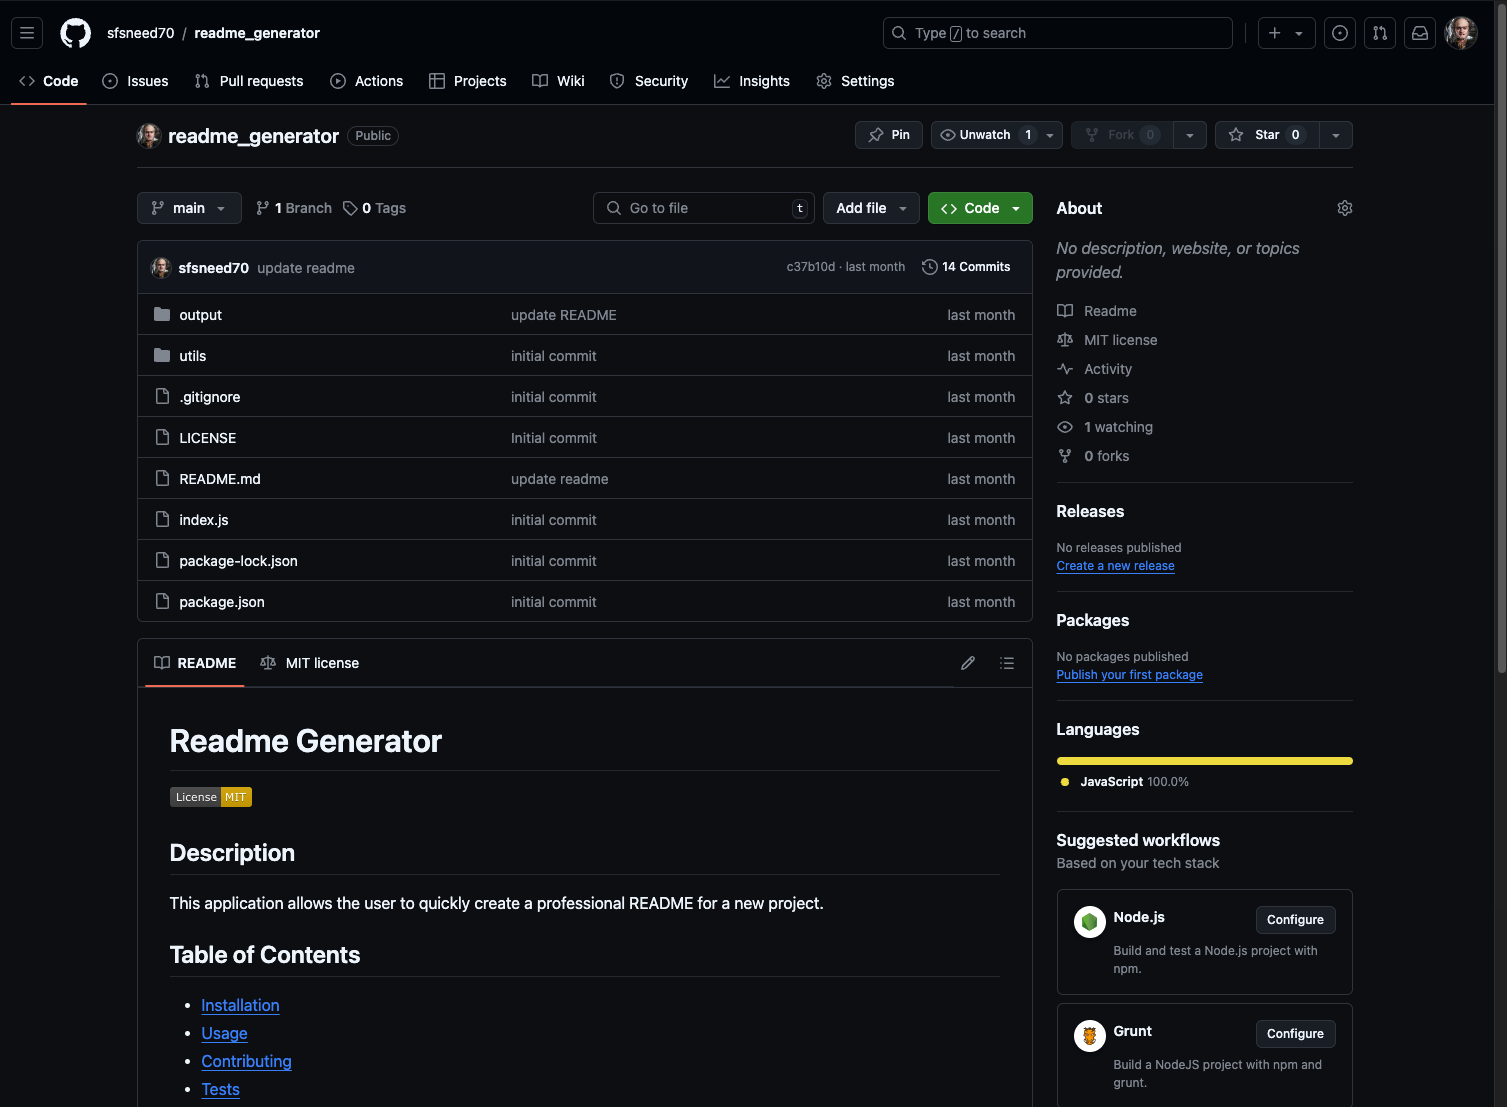 sfsneed70 / readme_generator
Type / to search
Code
Issues
Pull requests
Actions
Projects
Wiki
Security
Insights
Settings
readme_generator Public
Pin
Unwatch 1
Fork 0
Star 0
main
1 Branch
0 Tags
Go to file t
Add file
Code
sfsneed70 update readme c37b10d · last month 14 Commits
output update README last month
utils initial commit last month
.gitignore initial commit last month
LICENSE Initial commit last month
README.md update readme last month
index.js initial commit last month
package-lock.json initial commit last month
package.json initial commit last month
README
MIT license
Readme Generator
License MIT
Description
This application allows the user to quickly create a professional README for a new project.
Table of Contents
Installation
Usage
Contributing
Tests
About
No description, website, or topics
provided.
Readme
MIT license
Activity
0 stars
1 watching
0 forks
Releases
No releases published
Create a new release
Packages
No packages published
Publish your first package
Languages
JavaScript 100.0%
Suggested workflows
Based on your tech stack
Node.js Configure
Build and test a Node.js project with
npm.
Grunt Configure
Build a NodeJS project with npm and
grunt.